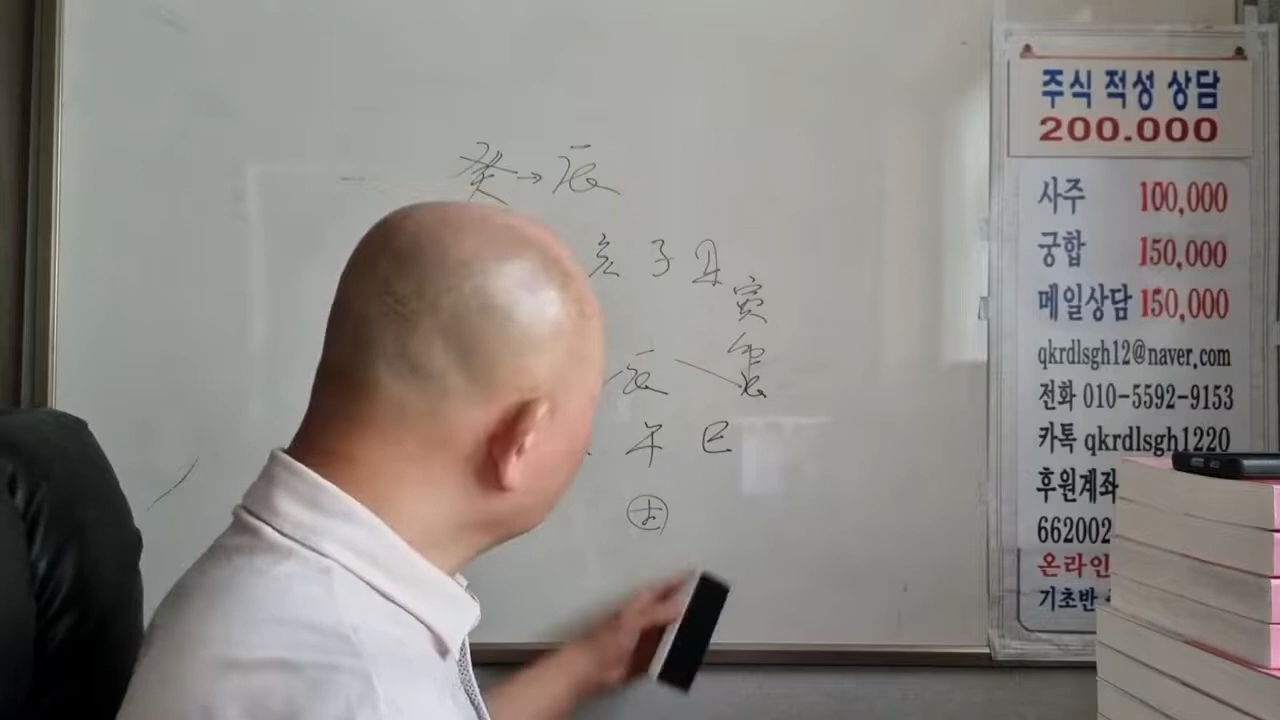 癸→辰
亥 子 丑
寅
辰
午 巳
土
주식 적성 상담
200.000
사주 100,000
궁합 150,000
메일상담 150,000
qkrdlsgh12@naver.com
전화 010-5592-9153
카톡 qkrdlsgh1220
후원계좌
662002
온라인
기초반